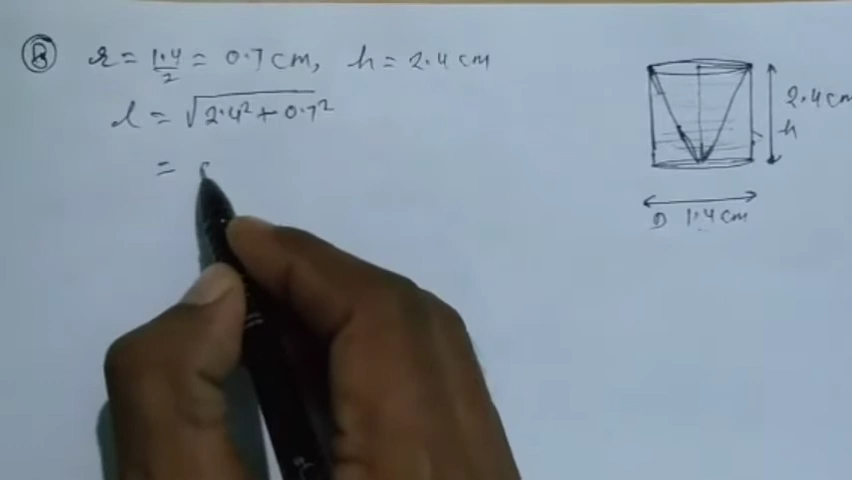 8 r = 1.4/2 = 0.7 cm, h = 2.4 cm
l = √2.4² + 0.7²
=
2.4 cm
h
D 1.4 cm